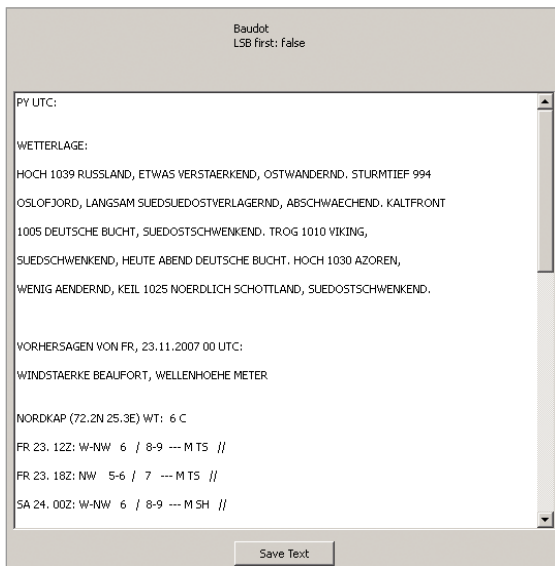 Baudot
LSB first: false
PY UTC:
WETTERLAGE:
HOCH 1039 RUSSLAND, ETWAS VERSTAERKEND, OSTWANDERND. STURMTIEF 994
OSLOFJORD, LANGSAM SUEDSUEDOSTVERLAGERND, ABSCHWAECHEND. KALTFRONT
1005 DEUTSCHE BUCHT, SUEDOSTSCHWENKEND. TROG 1010 VIKING,
SUEDSCHWENKEND, HEUTE ABEND DEUTSCHE BUCHT. HOCH 1030 AZOREN,
WENIG AENDERND, KEIL 1025 NOERDLICH SCHOTTLAND, SUEDOSTSCHWENKEND.
VORHERSAGEN VON FR, 23.11.2007 00 UTC:
WINDSTAERKE BEAUFORT, WELLENHOEHE METER
NORDKAP (72.2N 25.3E) WT:  6 C
FR 23. 12Z: W-NW  6  /  8-9  --- M TS  //
FR 23. 18Z: NW   5-6 /  7   --- M TS  //
SA 24. 00Z: W-NW  6  /  8-9  --- M SH  //
Save Text